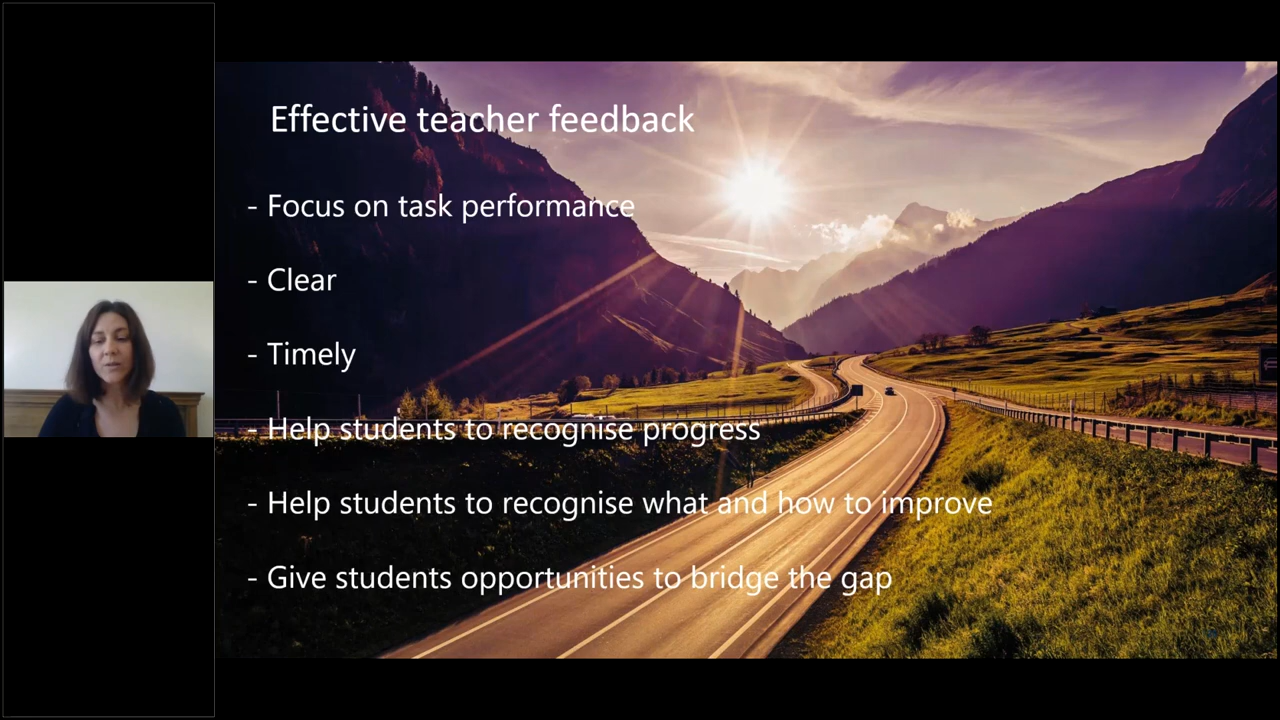 Effective teacher feedback
- Focus on task performance
- Clear
- Timely
- Help students to recognise progress
- Help students to recognise what and how to improve
- Give students opportunities to bridge the gap